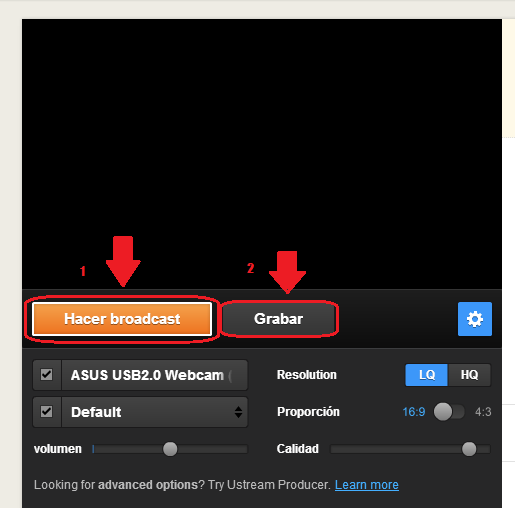 1
2
Hacer broadcast
Grabar
ASUS USB2.0 Webcam (
Resolution
LQ
HQ
Default
Proporción
16:9
4:3
volumen
Calidad
Looking for advanced options? Try Ustream Producer. Learn more